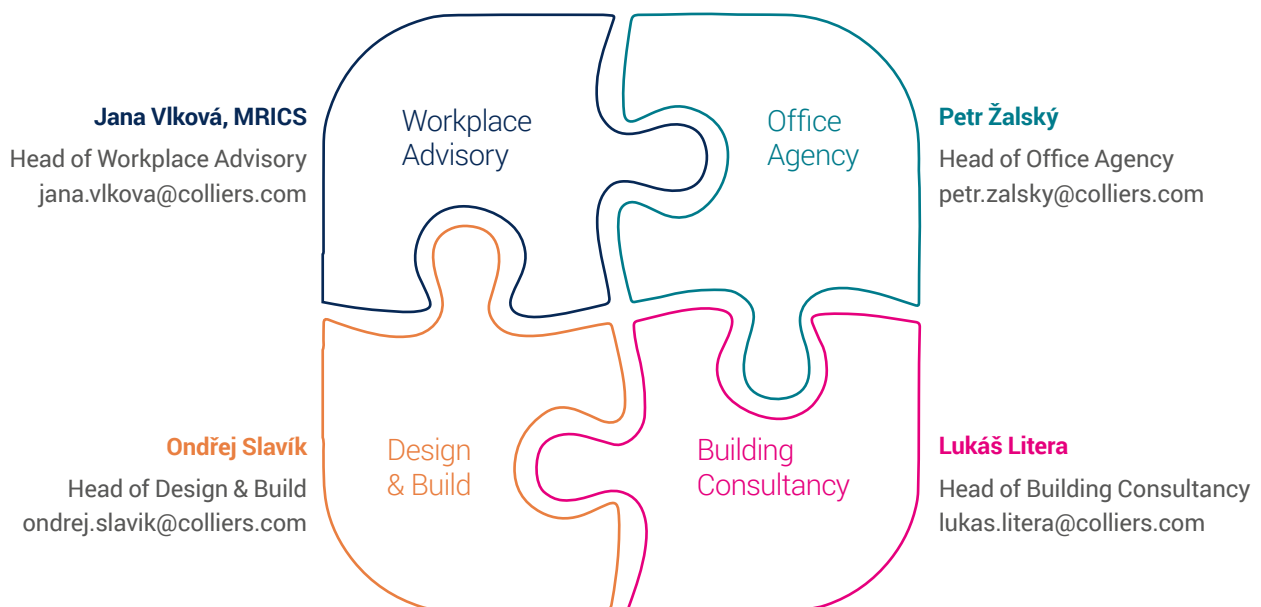 Jana Vlková, MRICS
Head of Workplace Advisory
jana.vlkova@colliers.com
Workplace
Advisory
Office
Agency
Petr Žalský
Head of Office Agency
petr.zalsky@colliers.com
Ondřej Slavík
Head of Design & Build
ondrej.slavik@colliers.com
Design
& Build
Building
Consultancy
Lukáš Litera
Head of Building Consultancy
lukas.litera@colliers.com